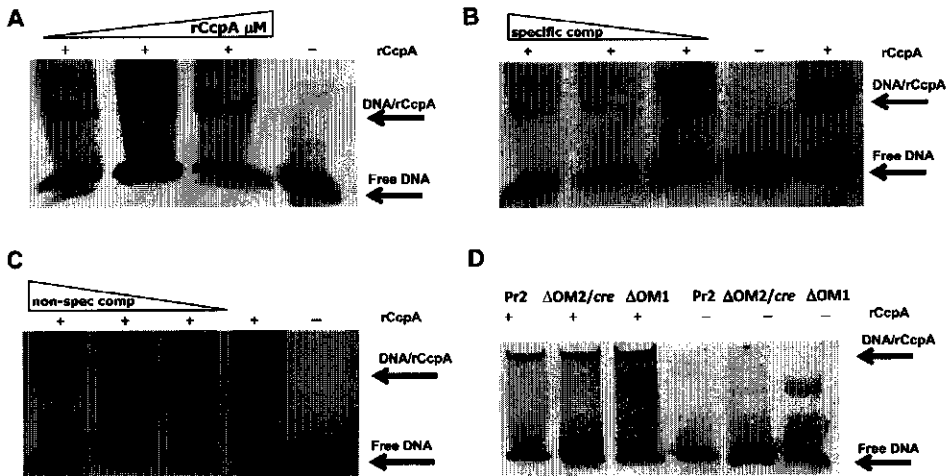 A
rCcpA µM
+ + + −
DNA/rCcpA
Free DNA
B
specific comp
+ + + − + rCcpA
DNA/rCcpA
Free DNA
C
non-spec comp
+ + + + − rCcpA
DNA/rCcpA
Free DNA
D
Pr2 ΔOM2/cre ΔOM1 Pr2 ΔOM2/cre ΔOM1
+ + + − − − rCcpA
DNA/rCcpA
Free DNA